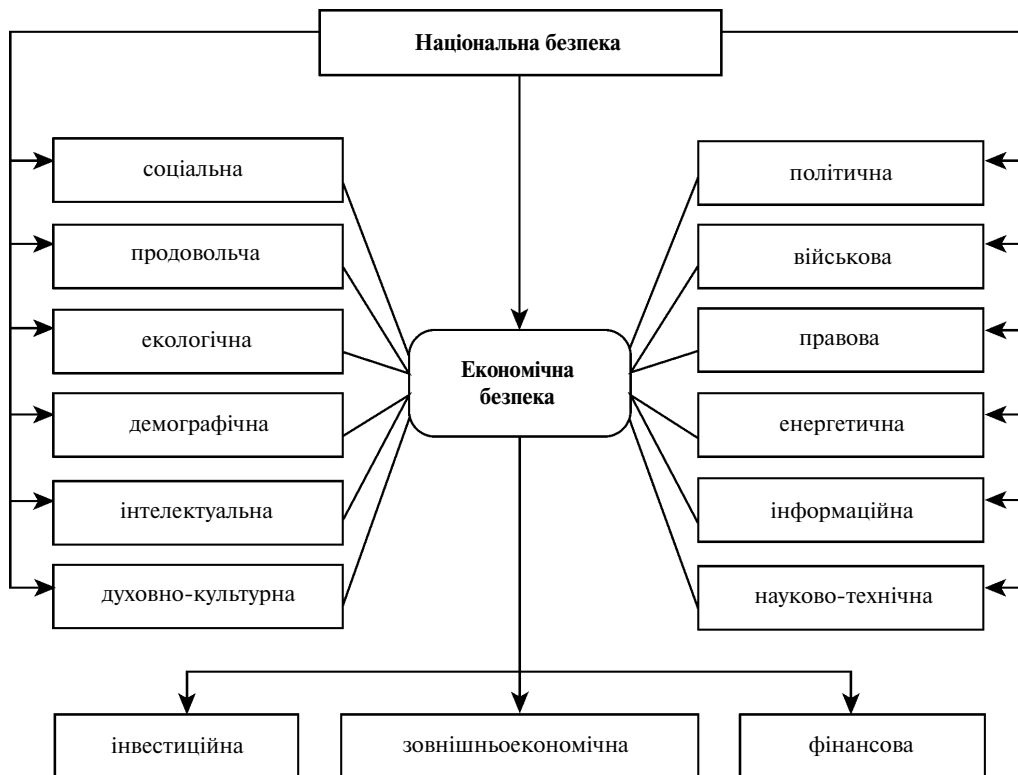 Національна безпека
соціальна
продовольча
екологічна
демографічна
інтелектуальна
духовно-культурна
Економічна
безпека
політична
військова
правова
енергетична
інформаційна
науково-технічна
інвестиційна
зовнішньоекономічна
фінансова